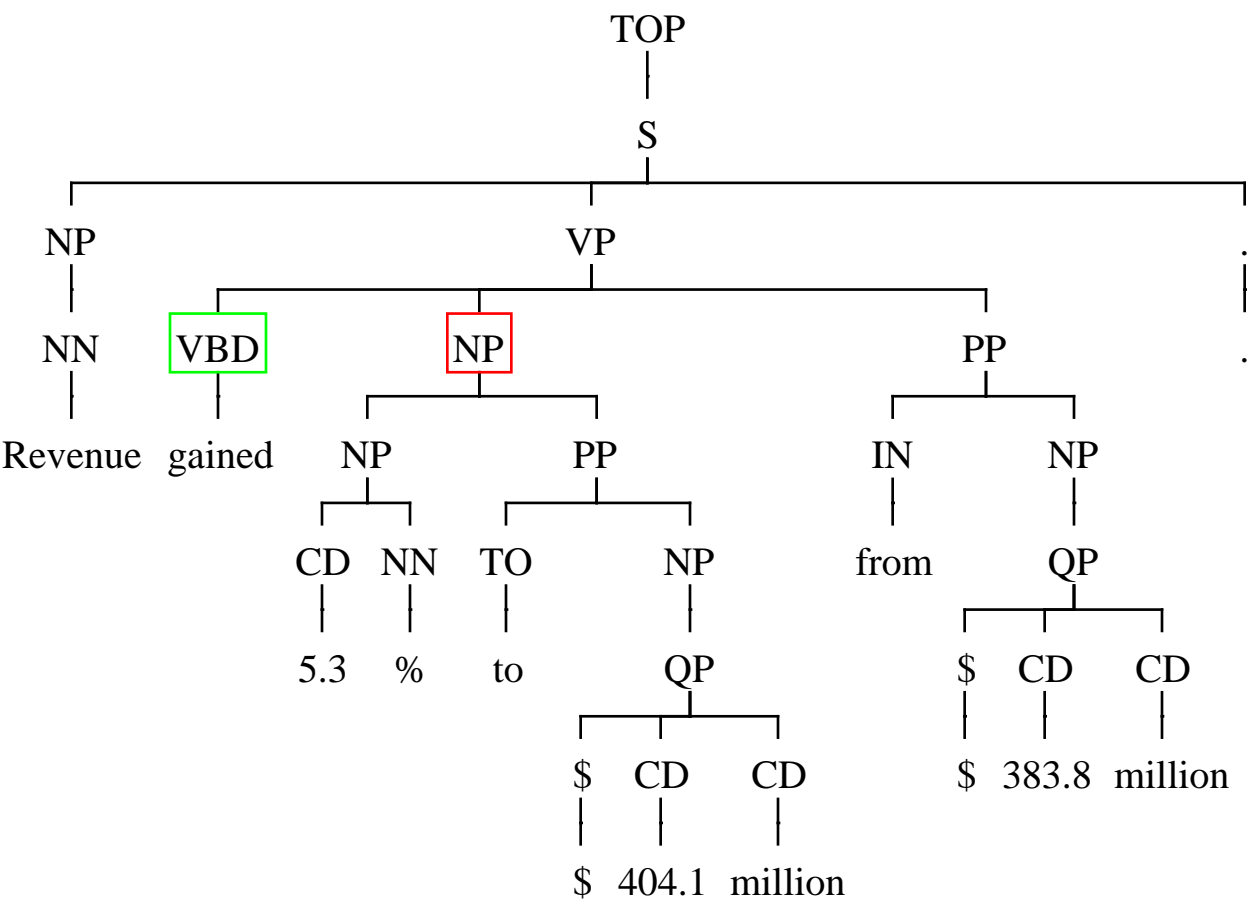 TOP
S
NP VP .
NN VBD NP PP .
Revenue gained NP PP IN NP
CD NN TO NP from QP
5.3 % to QP $ CD CD
$ CD CD $ 383.8 million
$ 404.1 million